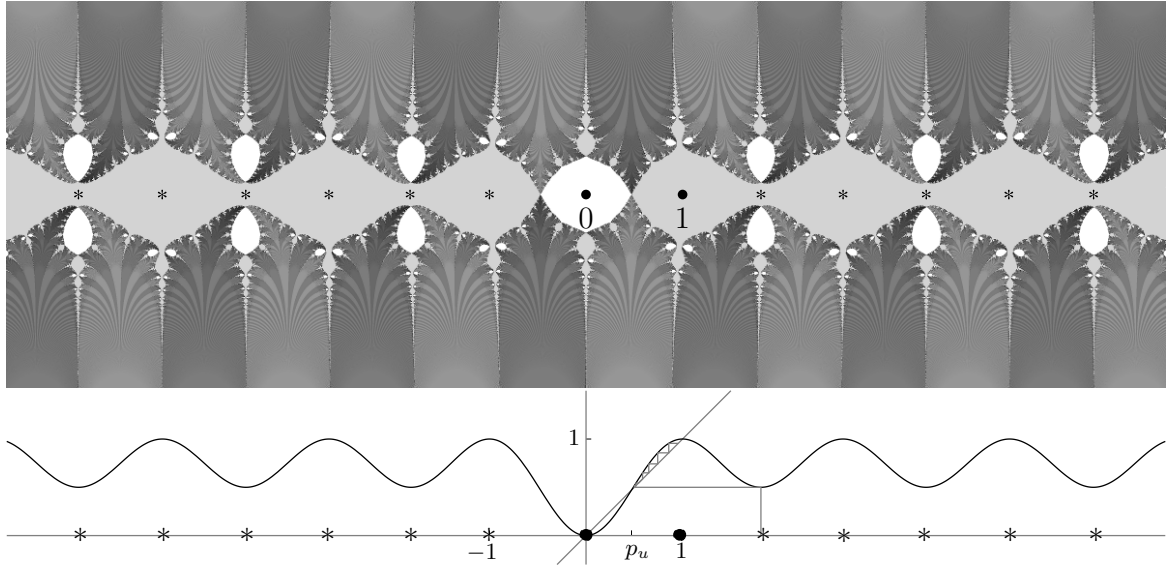 * * * * * * 0 1 * * * * *
1
* * * * * * * * * * *
−1 p_u 1